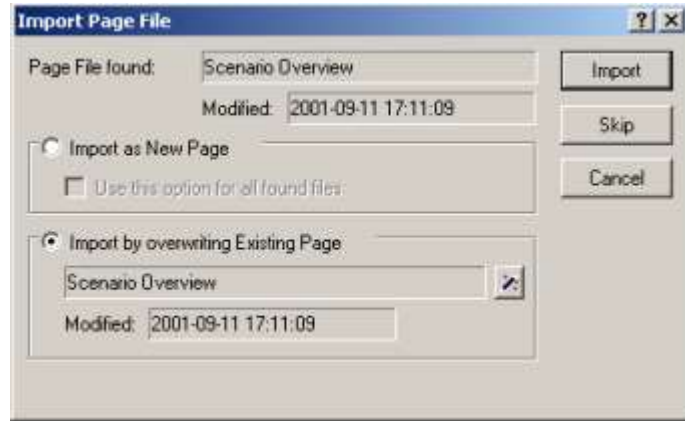 Import Page File
Page File found: Scenario Overview
Import
Modified: 2001-09-11 17:11:09
Skip
Import as New Page
Use this option for all found files
Cancel
Import by overwriting Existing Page
Scenario Overview
Modified: 2001-09-11 17:11:09